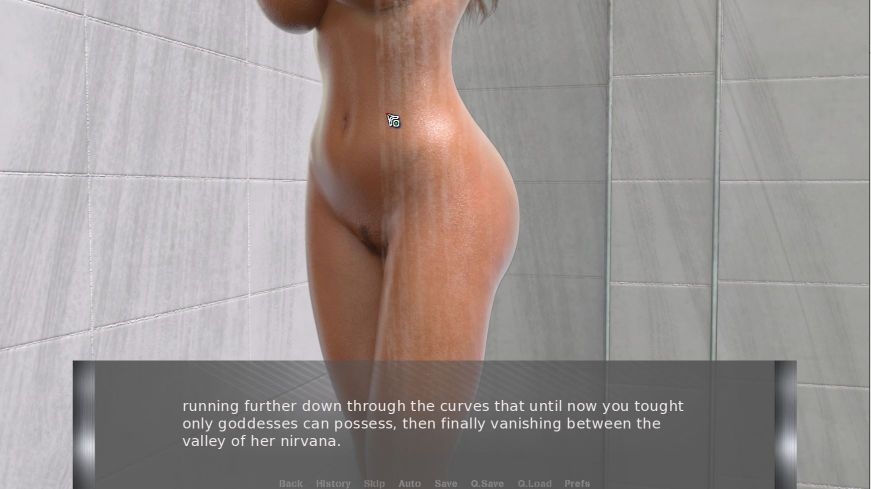 running further down through the curves that until now you tought
only goddesses can possess, then finally vanishing between the
valley of her nirvana.
Back History Skip Auto Save Q.Save Q.Load Prefs